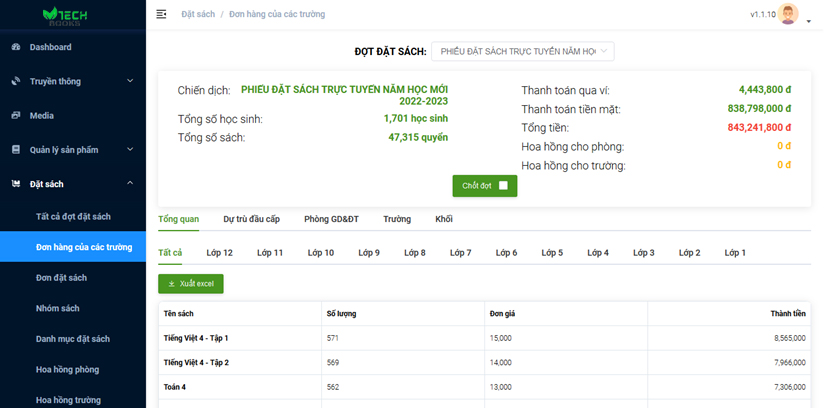 VTECH
BOOKS
Đặt sách / Đơn hàng của các trường
v1.1.10
Dashboard
Truyền thông
Media
Quản lý sản phẩm
Đặt sách
Tất cả đợt đặt sách
Đơn hàng của các trường
Đơn đặt sách
Nhóm sách
Danh mục đặt sách
Hoa hồng phòng
Hoa hồng trường
ĐỢT ĐẶT SÁCH: PHIẾU ĐẶT SÁCH TRỰC TUYẾN NĂM HỌC
Chiến dịch: PHIẾU ĐẶT SÁCH TRỰC TUYẾN NĂM HỌC MỚI
2022-2023
Tổng số học sinh: 1,701 học sinh
Tổng số sách: 47,315 quyển
Thanh toán qua ví: 4,443,800 đ
Thanh toán tiền mặt: 838,798,000 đ
Tổng tiền: 843,241,800 đ
Hoa hồng cho phòng: 0 đ
Hoa hồng cho trường: 0 đ
Chốt đợt
Tổng quan Dự trù đầu cấp Phòng GD&ĐT Trường Khối
Tất cả Lớp 12 Lớp 11 Lớp 10 Lớp 9 Lớp 8 Lớp 7 Lớp 6 Lớp 5 Lớp 4 Lớp 3 Lớp 2 Lớp 1
Xuất excel
Tên sách Số lượng Đơn giá Thành tiền
Tiếng Việt 4 - Tập 1 571 15,000 8,565,000
Tiếng Việt 4 - Tập 2 569 14,000 7,966,000
Toán 4 562 13,000 7,306,000